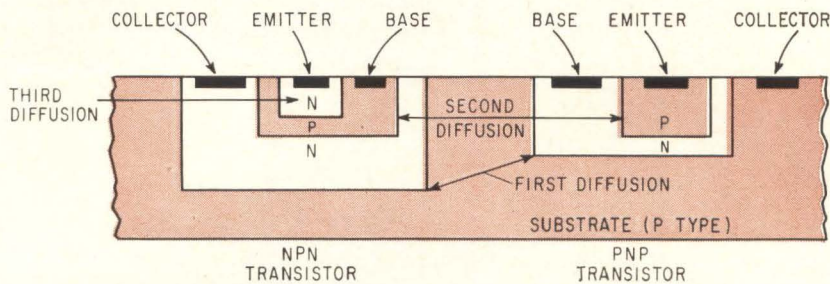 COLLECTOR EMITTER BASE BASE EMITTER COLLECTOR
THIRD
DIFFUSION
N
P
N
SECOND
DIFFUSION
P
N
FIRST DIFFUSION
SUBSTRATE (P TYPE)
NPN
TRANSISTOR
PNP
TRANSISTOR